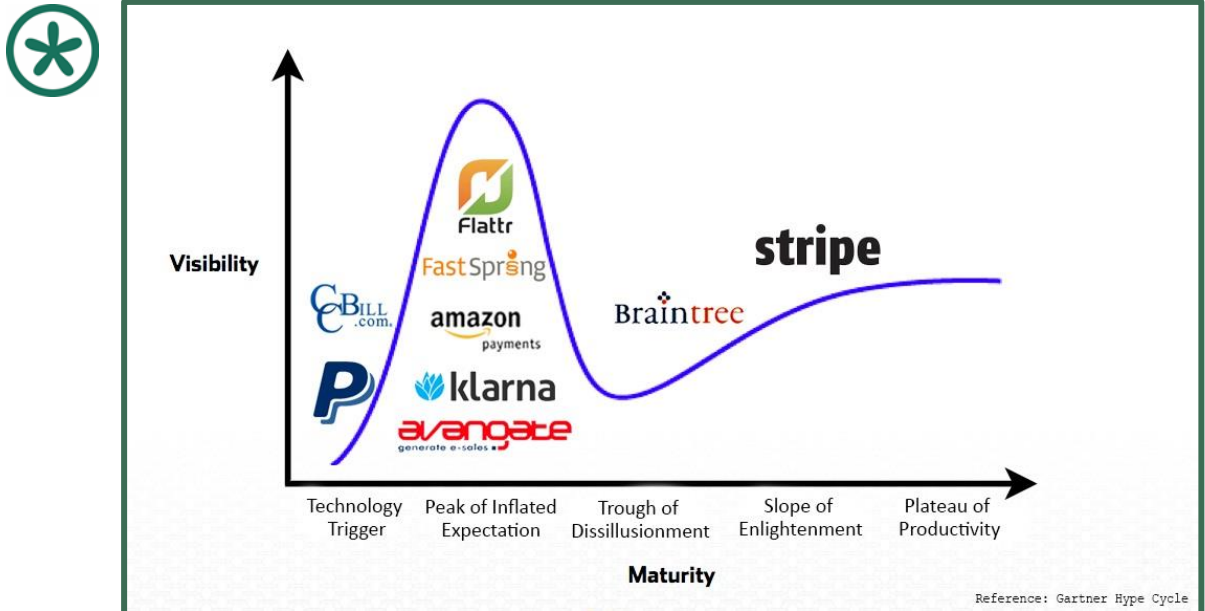 Visibility
Flattr
FastSpring
CCBILL
.com.
amazon
payments
klarna
avangate
generate e-sales
Braintree
stripe
Technology
Trigger
Peak of Inflated
Expectation
Trough of
Dissillusionment
Slope of
Enlightenment
Plateau of
Productivity
Maturity
Reference: Gartner Hype Cycle